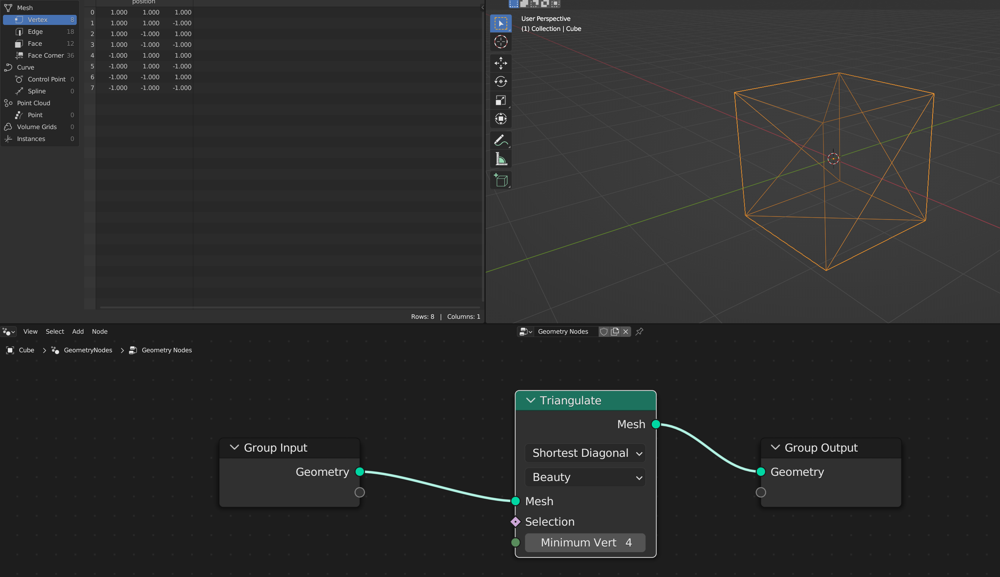 position
Mesh
Vertex 8
Edge 18
Face 12
Face Corner 36
Curve
Control Point 0
Spline 0
Point Cloud
Point 0
Volume Grids 0
Instances 0
0 1.000 1.000 1.000
1 1.000 1.000 -1.000
2 1.000 -1.000 1.000
3 1.000 -1.000 -1.000
4 -1.000 1.000 1.000
5 -1.000 1.000 -1.000
6 -1.000 -1.000 1.000
7 -1.000 -1.000 -1.000
Rows: 8 | Columns: 1
User Perspective
(1) Collection | Cube
View Select Add Node
Geometry Nodes
Cube > GeometryNodes > Geometry Nodes
Group Input
Geometry
Triangulate
Mesh
Shortest Diagonal
Beauty
Mesh
Selection
Minimum Vert 4
Group Output
Geometry